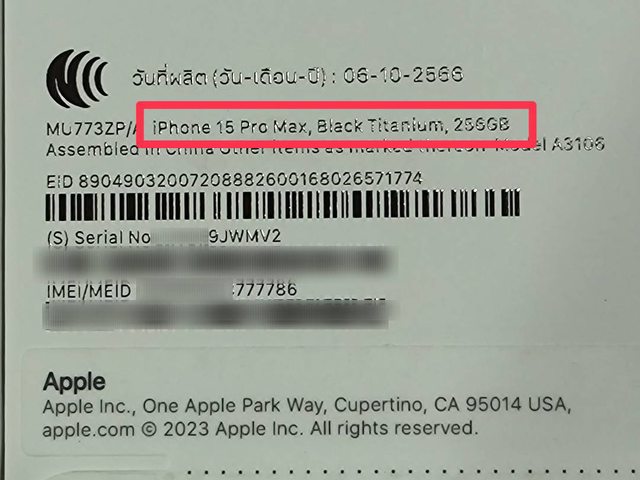 วันที่ผลิต (วัน-เดือน-ปี) : 06-10-2566
MU773ZP/A iPhone 15 Pro Max, Black Titanium, 256GB
Assembled in China Other items as marked thereon Model A3106
EID 89049032007208882600168026571774
(S) Serial No 9JWMV2
IMEI/MEID 777786
Apple
Apple Inc., One Apple Park Way, Cupertino, CA 95014 USA,
apple.com © 2023 Apple Inc. All rights reserved.